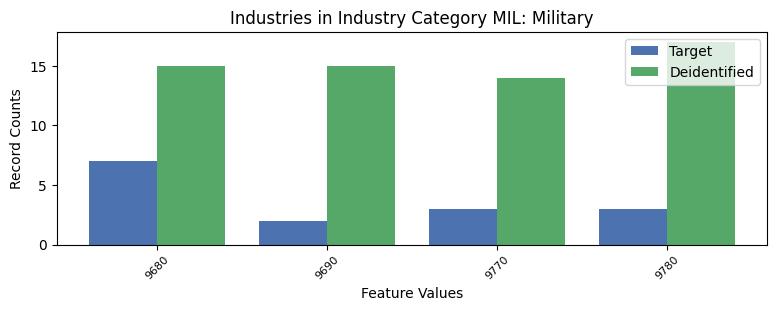 Industries in Industry Category MIL: Military
Target
Deidentified
Record Counts
15
10
5
0
9680
9690
9770
9780
Feature Values